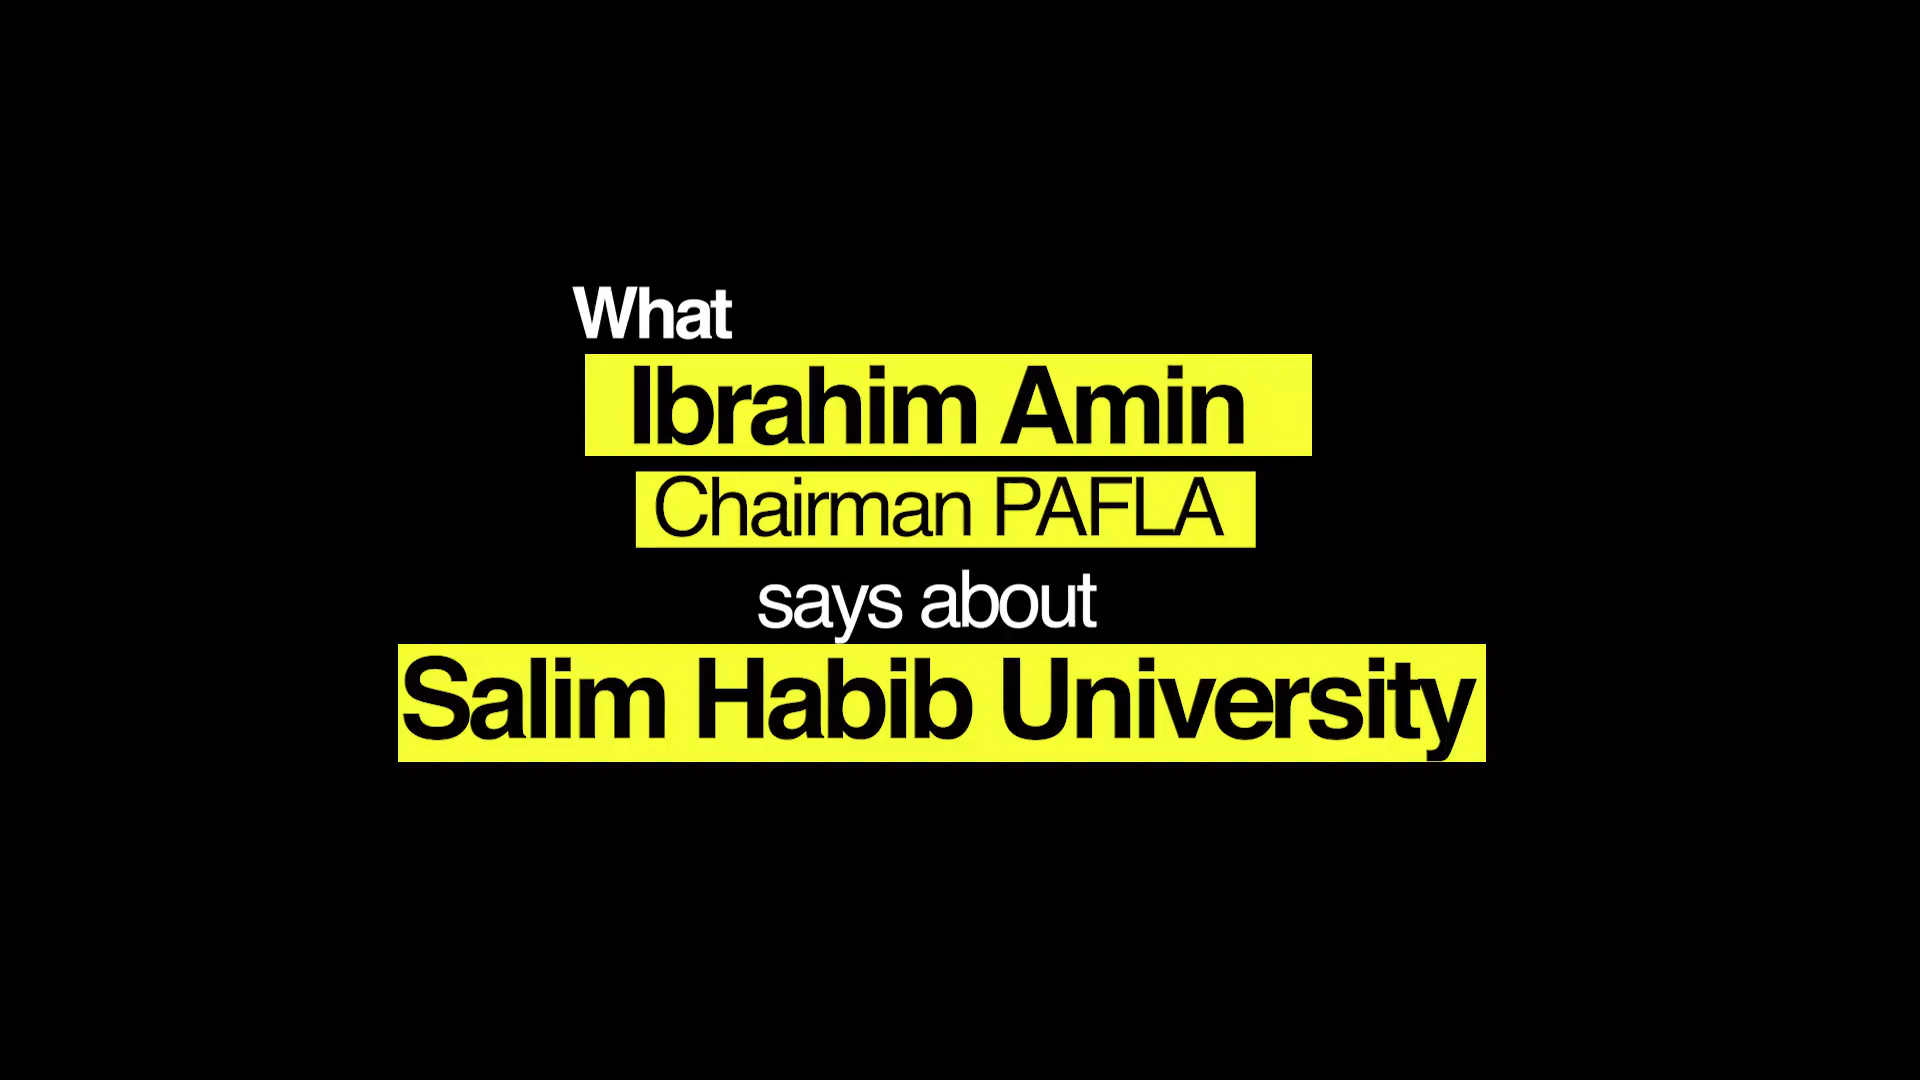 What
Ibrahim Amin
Chairman PAFLA
says about
Salim Habib University